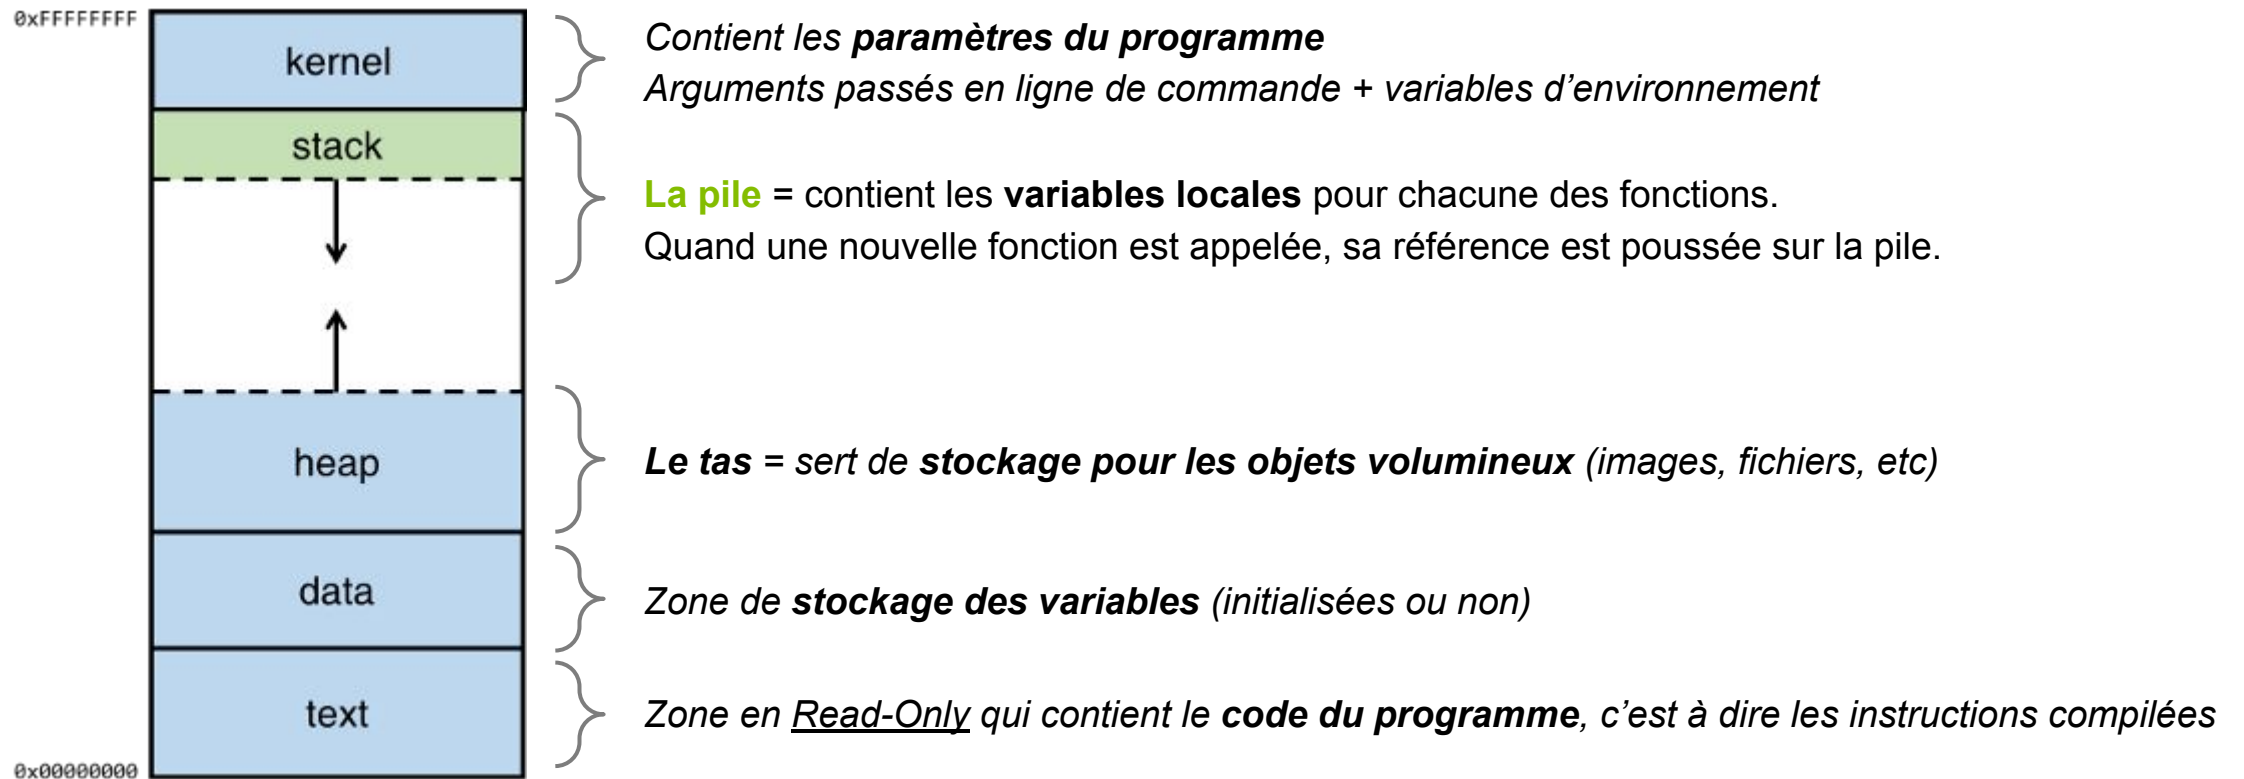 0xFFFFFFFF
kernel
Contient les paramètres du programme
Arguments passés en ligne de commande + variables d’environnement
stack
La pile = contient les variables locales pour chacune des fonctions.
Quand une nouvelle fonction est appelée, sa référence est poussée sur la pile.
heap
Le tas = sert de stockage pour les objets volumineux (images, fichiers, etc)
data
Zone de stockage des variables (initialisées ou non)
text
Zone en Read-Only qui contient le code du programme, c’est à dire les instructions compilées
0x00000000